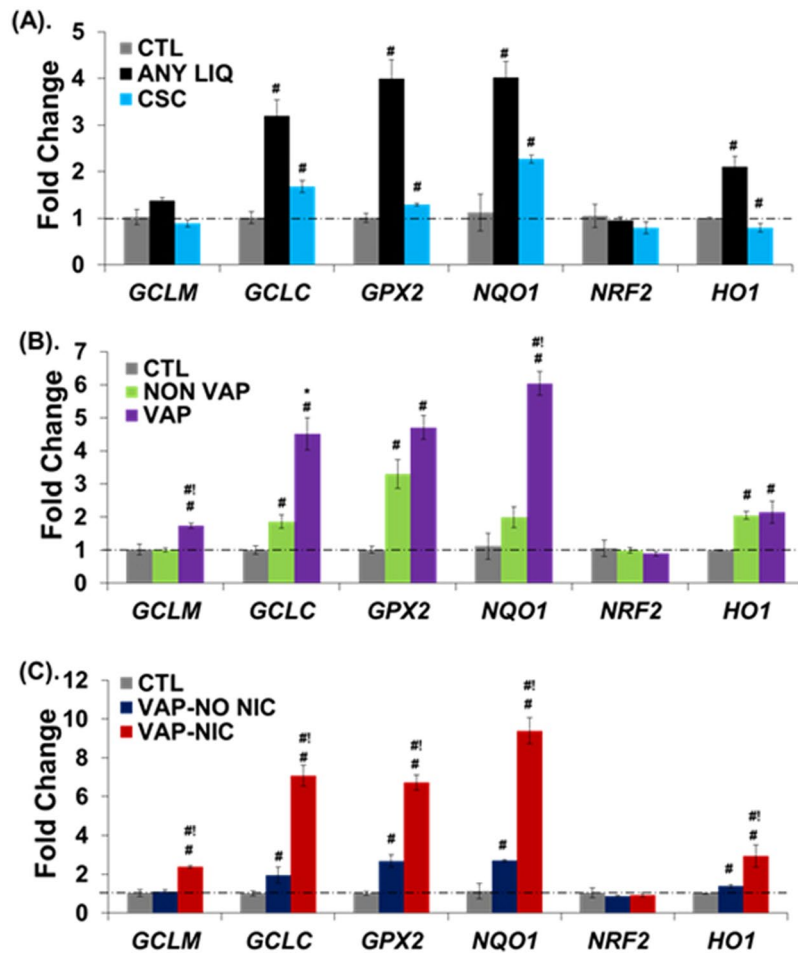 (A).
5
4
3
2
1
0
Fold Change
CTL
ANY LIQ
CSC
# # # # # # # #
GCLM GCLC GPX2 NQO1 NRF2 HO1
(B).
7
6
5
4
3
2
1
0
Fold Change
CTL
NON VAP
VAP
#!
#
#
*
#
# #
#!
#
# #
GCLM GCLC GPX2 NQO1 NRF2 HO1
(C).
12
10
8
6
4
2
0
Fold Change
CTL
VAP-NO NIC
VAP-NIC
#!
#
#
#!
#
#
#!
#
#
#!
#
#
#!
#
GCLM GCLC GPX2 NQO1 NRF2 HO1